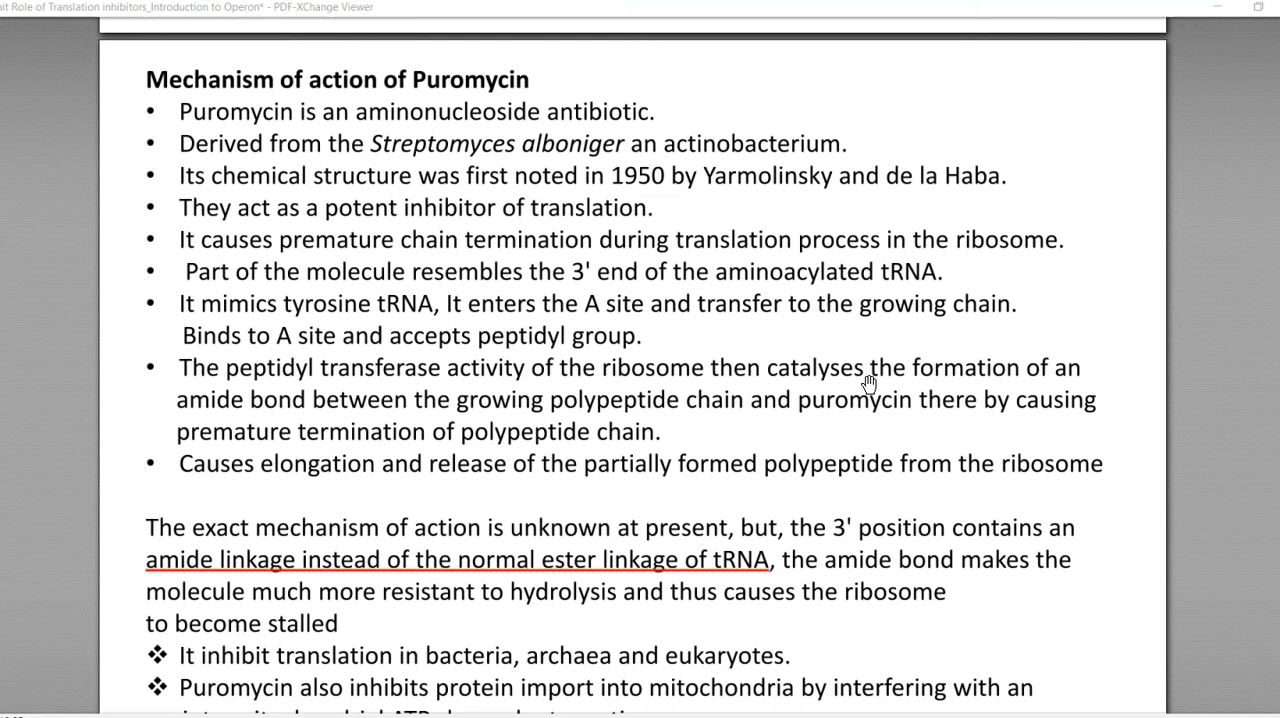 it Role of Translation inhibitors_Introduction to Operon* - PDF-XChange Viewer
Mechanism of action of Puromycin
• Puromycin is an aminonucleoside antibiotic.
• Derived from the Streptomyces alboniger an actinobacterium.
• Its chemical structure was first noted in 1950 by Yarmolinsky and de la Haba.
• They act as a potent inhibitor of translation.
• It causes premature chain termination during translation process in the ribosome.
• Part of the molecule resembles the 3' end of the aminoacylated tRNA.
• It mimics tyrosine tRNA, It enters the A site and transfer to the growing chain.
Binds to A site and accepts peptidyl group.
• The peptidyl transferase activity of the ribosome then catalyses the formation of an
amide bond between the growing polypeptide chain and puromycin there by causing
premature termination of polypeptide chain.
• Causes elongation and release of the partially formed polypeptide from the ribosome
The exact mechanism of action is unknown at present, but, the 3' position contains an
amide linkage instead of the normal ester linkage of tRNA, the amide bond makes the
molecule much more resistant to hydrolysis and thus causes the ribosome
to become stalled
❖ It inhibit translation in bacteria, archaea and eukaryotes.
❖ Puromycin also inhibits protein import into mitochondria by interfering with an